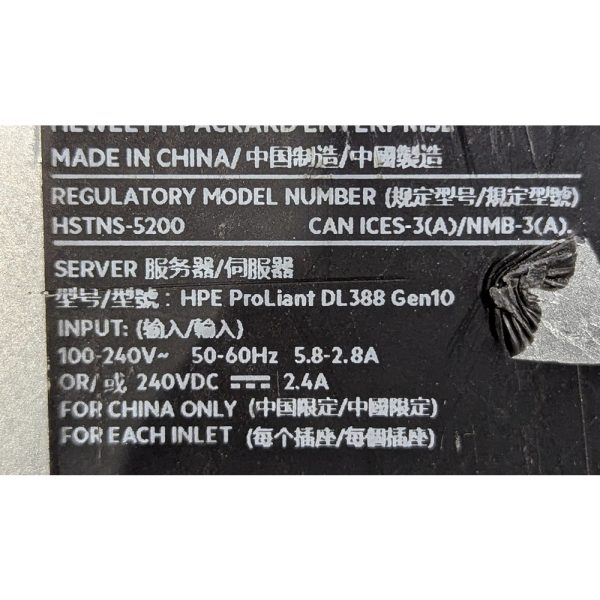 HEWLETT PACKARD ENTERPRISE
MADE IN CHINA/ 中国制造/中國製造
REGULATORY MODEL NUMBER (规定型号/規定型號)
HSTNS-5200 CAN ICES-3(A)/NMB-3(A).
SERVER 服务器/伺服器
型号/型號: HPE ProLiant DL388 Gen10
INPUT: (输入/輸入)
100-240V~ 50-60Hz 5.8-2.8A
OR/ 或 240VDC ⎓ 2.4A
FOR CHINA ONLY (中国限定/中國限定)
FOR EACH INLET (每个插座/每個插座)